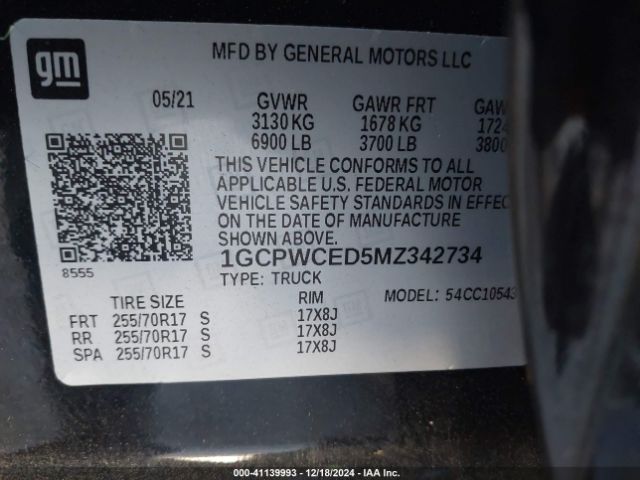 gm
MFD BY GENERAL MOTORS LLC
05/21 GVWR GAWR FRT
3130 KG 1678 KG
6900 LB 3700 LB
THIS VEHICLE CONFORMS TO ALL
APPLICABLE U.S. FEDERAL MOTOR
VEHICLE SAFETY STANDARDS IN EFFEC
ON THE DATE OF MANUFACTURE
SHOWN ABOVE.
1GCPWCED5MZ342734
8555
TYPE: TRUCK
TIRE SIZE RIM MODEL: 54CC10543
FRT 255/70R17 S 17X8J
RR 255/70R17 S 17X8J
SPA 255/70R17 S 17X8J
000-41139993 — 12/18/2024 — IAA Inc.